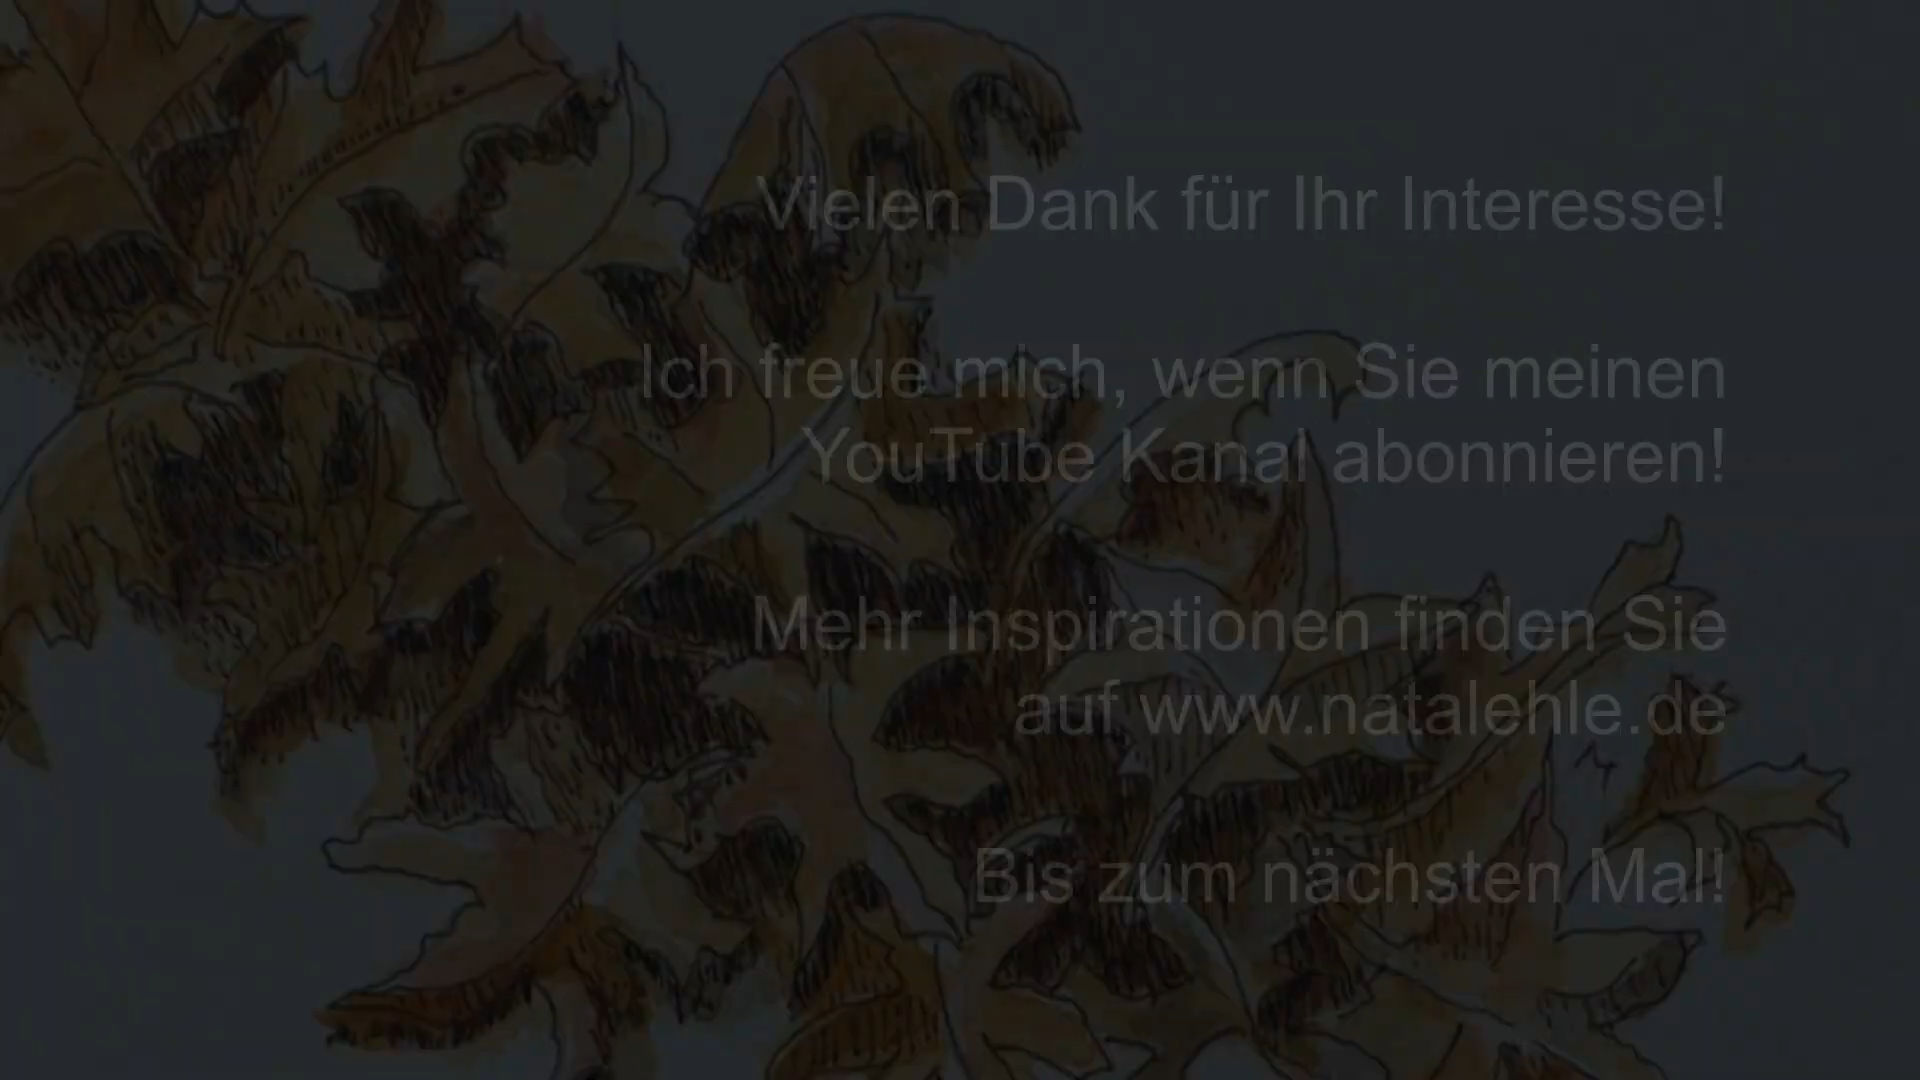 Vielen Dank für Ihr Interesse!
Ich freue mich, wenn Sie meinen
YouTube Kanal abonnieren!
Mehr Inspirationen finden Sie
auf www.natalehle.de
Bis zum nächsten Mal!